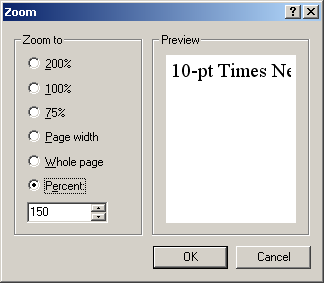 Zoom
Zoom to
200%
100%
75%
Page width
Whole page
Percent:
150
Preview
10-pt Times Ne
OK
Cancel